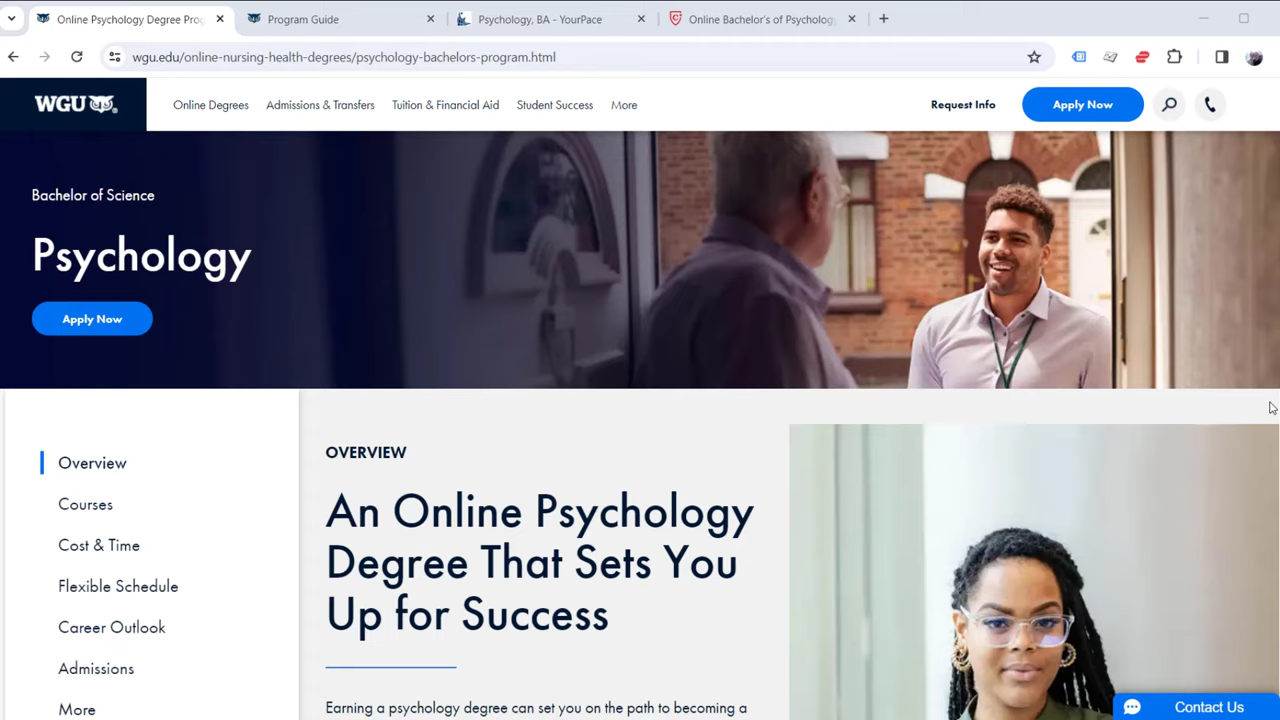 Online Psychology Degree Prog
Program Guide
Psychology, BA - YourPace
Online Bachelor's of Psychology
wgu.edu/online-nursing-health-degrees/psychology-bachelors-program.html
WGU
Online Degrees
Admissions & Transfers
Tuition & Financial Aid
Student Success
More
Request Info
Apply Now
Bachelor of Science
Psychology
Apply Now
Overview
Courses
Cost & Time
Flexible Schedule
Career Outlook
Admissions
More
OVERVIEW
An Online Psychology
Degree That Sets You
Up for Success
Earning a psychology degree can set you on the path to becoming a
Contact Us